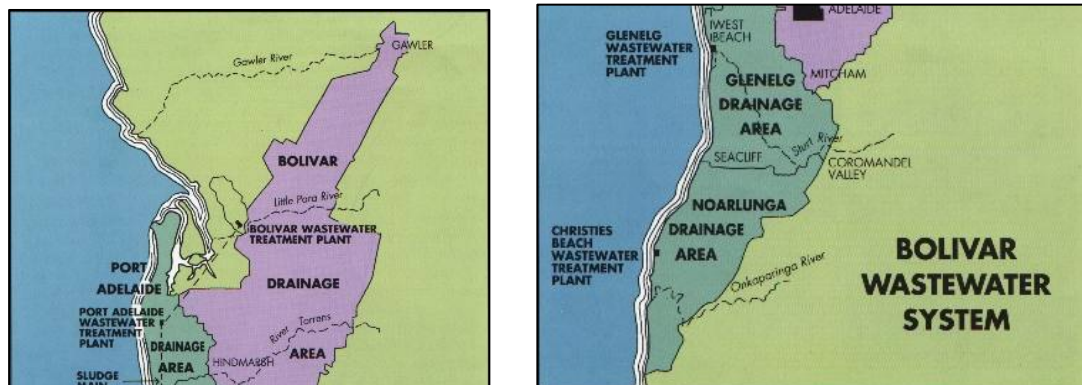 GAWLER
Gawler River
BOLIVAR
Little Para River
BOLIVAR WASTEWATER
TREATMENT PLANT
PORT
ADELAIDE
DRAINAGE
PORT ADELAIDE
WASTEWATER
TREATMENT
PLANT
River Torrens
DRAINAGE
AREA
HINDMARSH
AREA
SLUDGE
MAIN
ADELAIDE
WEST
BEACH
GLENELG
WASTEWATER
TREATMENT
PLANT
MITCHAM
GLENELG
DRAINAGE
AREA
Sturt River
SEACLIFF
COROMANDEL
VALLEY
NOARLUNGA
DRAINAGE
AREA
CHRISTIES
BEACH
WASTEWATER
TREATMENT
PLANT
Onkaparinga River
BOLIVAR
WASTEWATER
SYSTEM